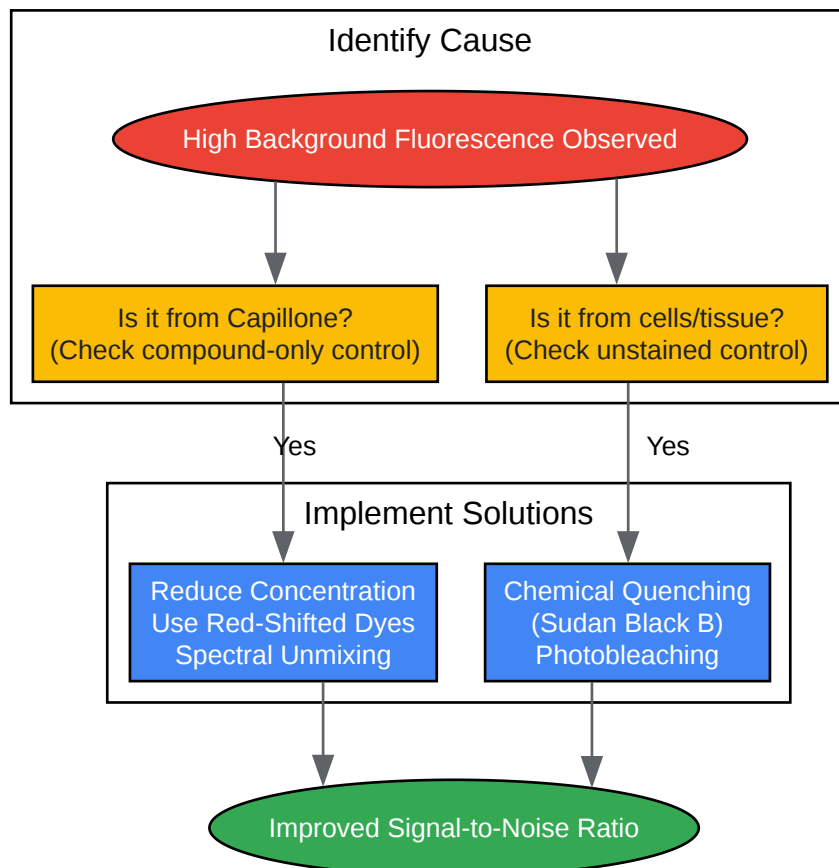 Identify Cause
High Background Fluorescence Observed
Is it from Capillone?
(Check compound-only control)
Is it from cells/tissue?
(Check unstained control)
Yes
Yes
Implement Solutions
Reduce Concentration
Use Red-Shifted Dyes
Spectral Unmixing
Chemical Quenching
(Sudan Black B)
Photobleaching
Improved Signal-to-Noise Ratio